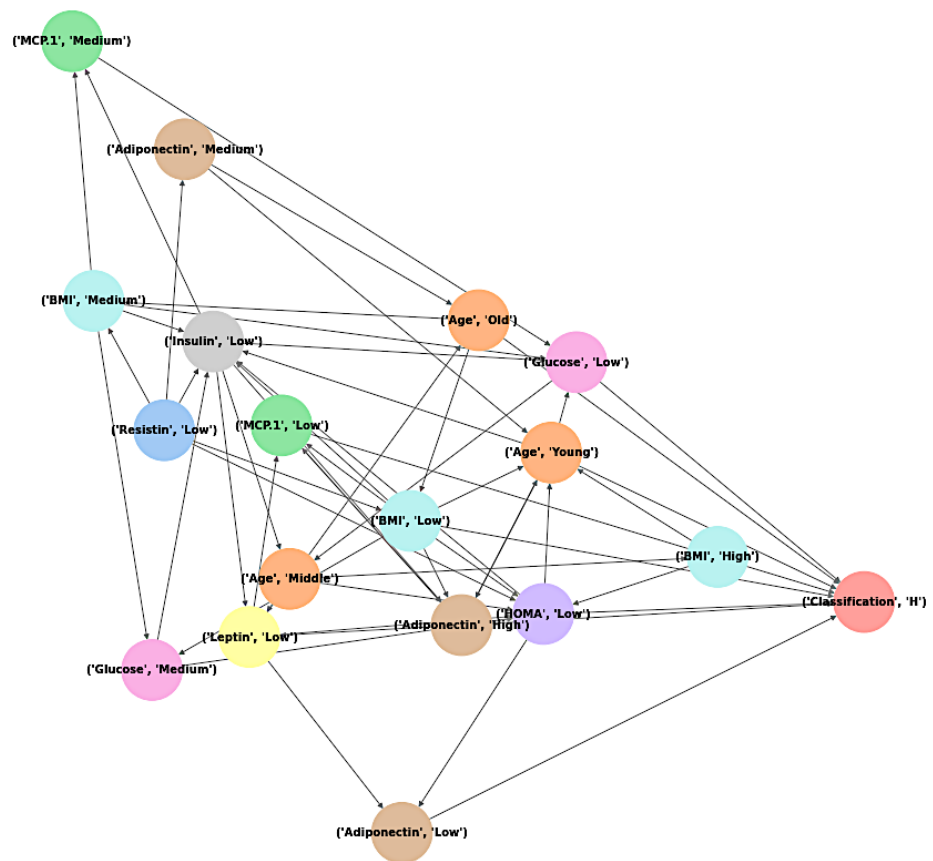 ('MCP.1', 'Medium')
('Adiponectin', 'Medium')
('BMI', 'Medium')
('Age', 'Old')
('Insulin', 'Low')
('Glucose', 'Low')
('Resistin', 'Low')
('MCP.1', 'Low')
('Age', 'Young')
('BMI', 'Low')
('BMI', 'High')
('Age', 'Middle')
('Classification', 'H')
('HOMA', 'Low')
('Adiponectin', 'High')
('Leptin', 'Low')
('Glucose', 'Medium')
('Adiponectin', 'Low')